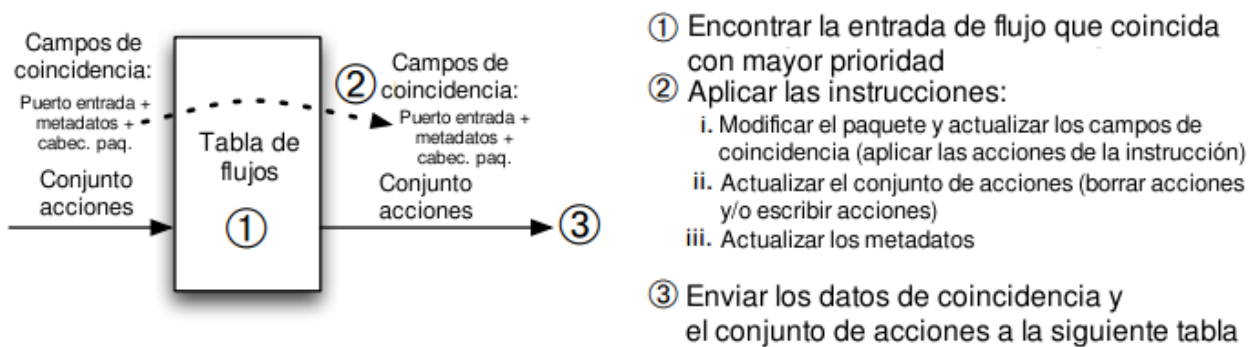 Campos de
coincidencia:
Puerto entrada +
metadatos +
cabec. paq.
Conjunto
acciones
Tabla de
flujos
①
②
Campos de
coincidencia:
Puerto entrada +
metadatos +
cabec. paq.
Conjunto
acciones
③
① Encontrar la entrada de flujo que coincida
con mayor prioridad
② Aplicar las instrucciones:
i. Modificar el paquete y actualizar los campos de
coincidencia (aplicar las acciones de la instrucción)
ii. Actualizar el conjunto de acciones (borrar acciones
y/o escribir acciones)
iii. Actualizar los metadatos
③ Enviar los datos de coincidencia y
el conjunto de acciones a la siguiente tabla